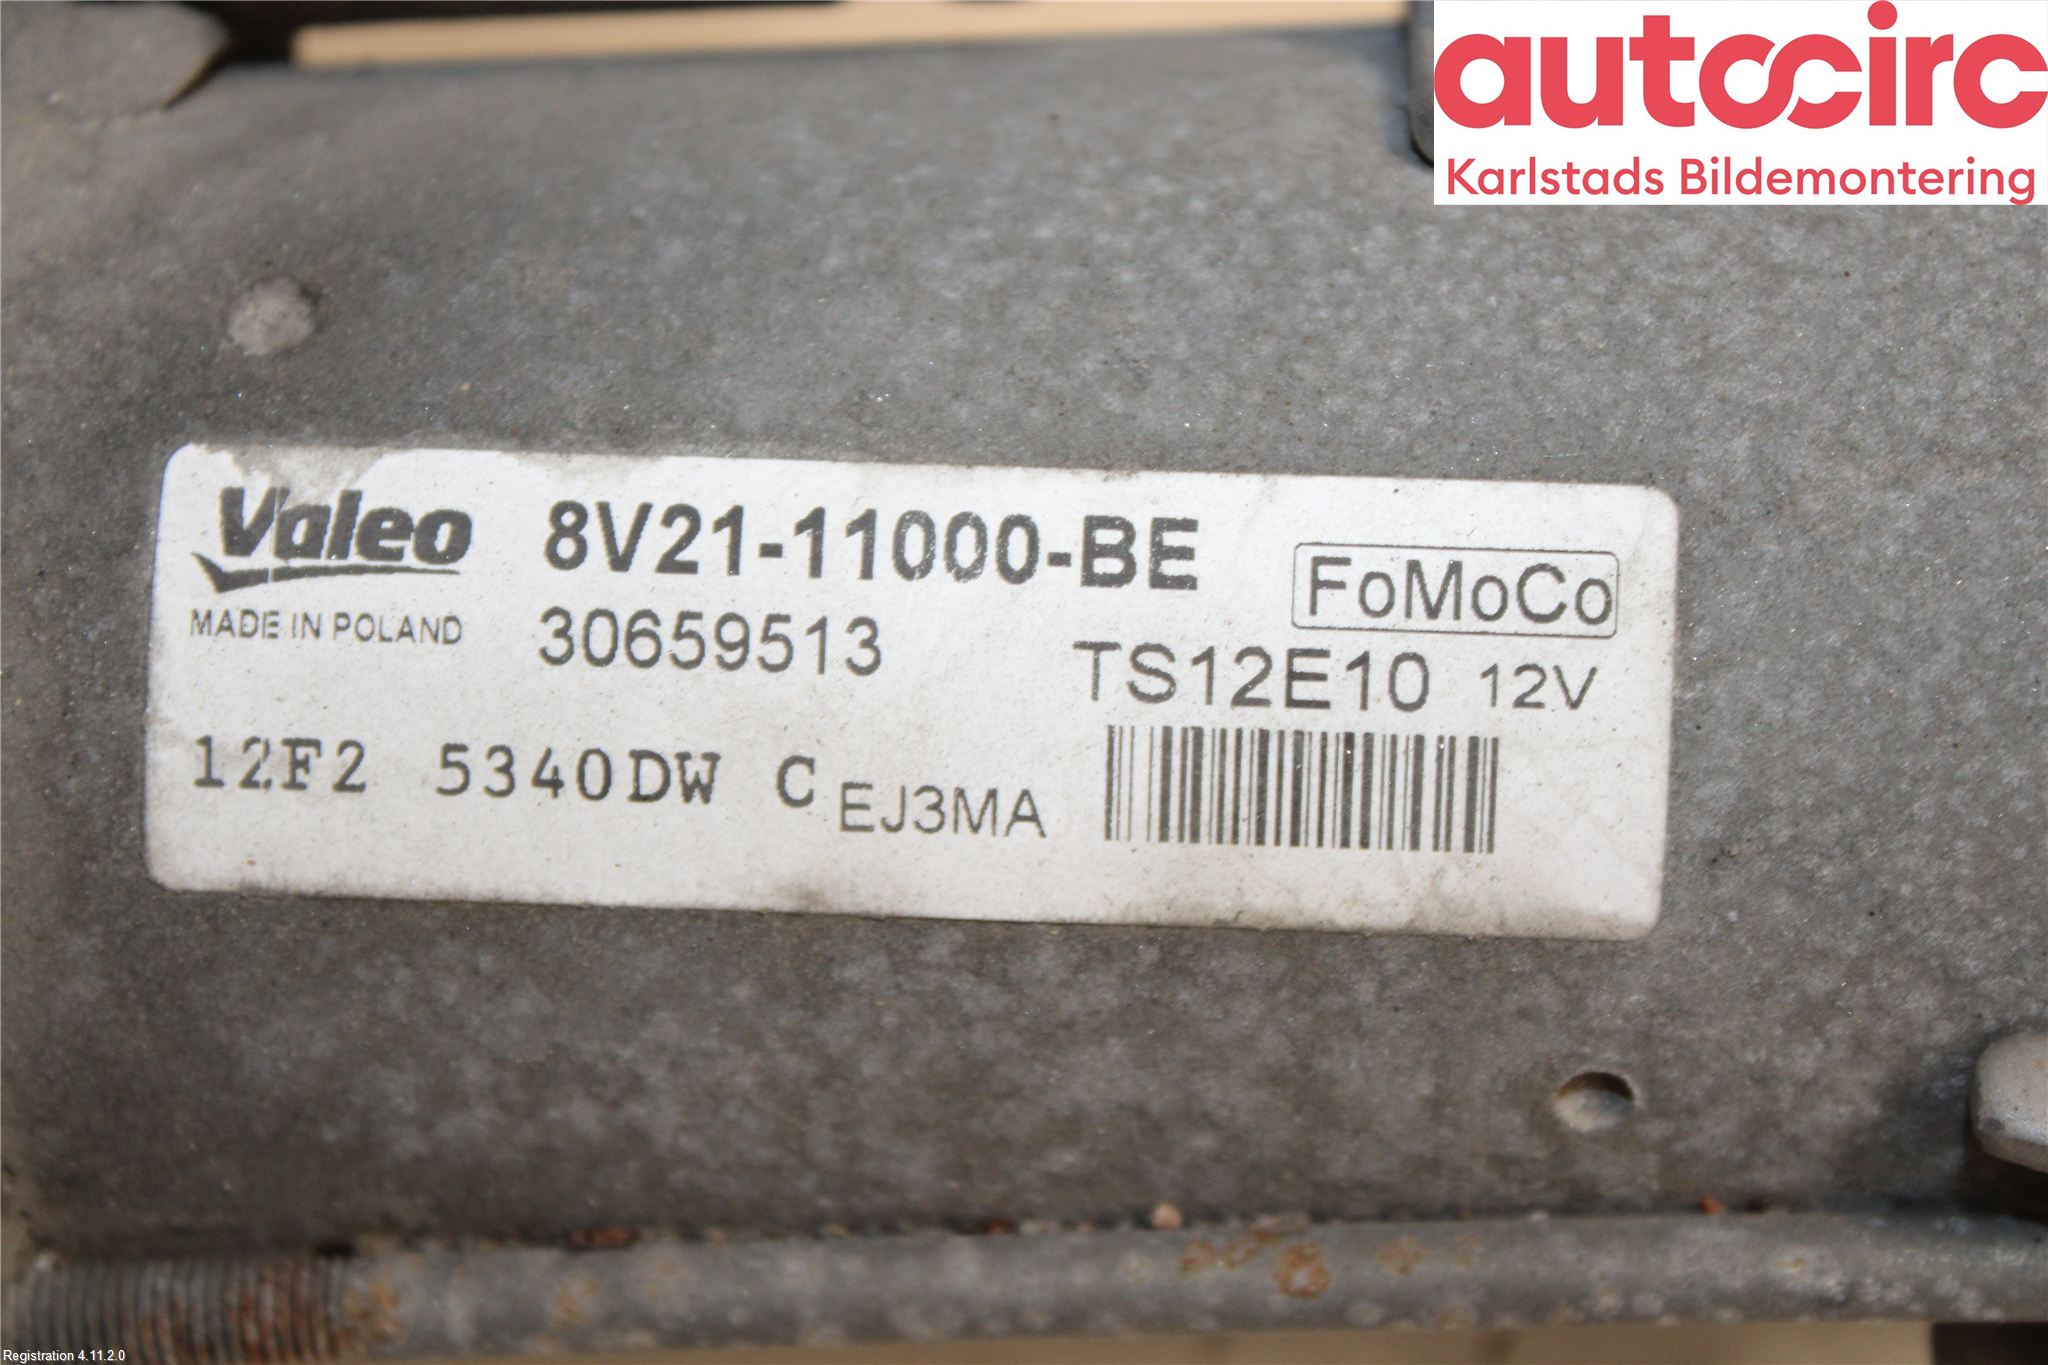 autocirc
Karlstads Bildemontering
Valeo 8V21-11000-BE
FoMoCo
MADE IN POLAND 30659513
TS12E10 12V
12F2 5340DW C EJ3MA
Registration 4.11.2.0